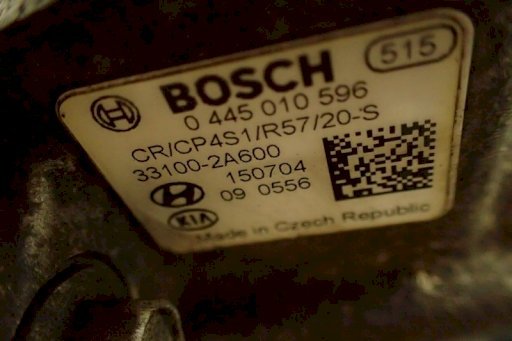 515
BOSCH
0 445 010 596
CR/CP4S1/R57/20-S
33100-2A600
150704
09 0556
KIA
Made in Czech Republic